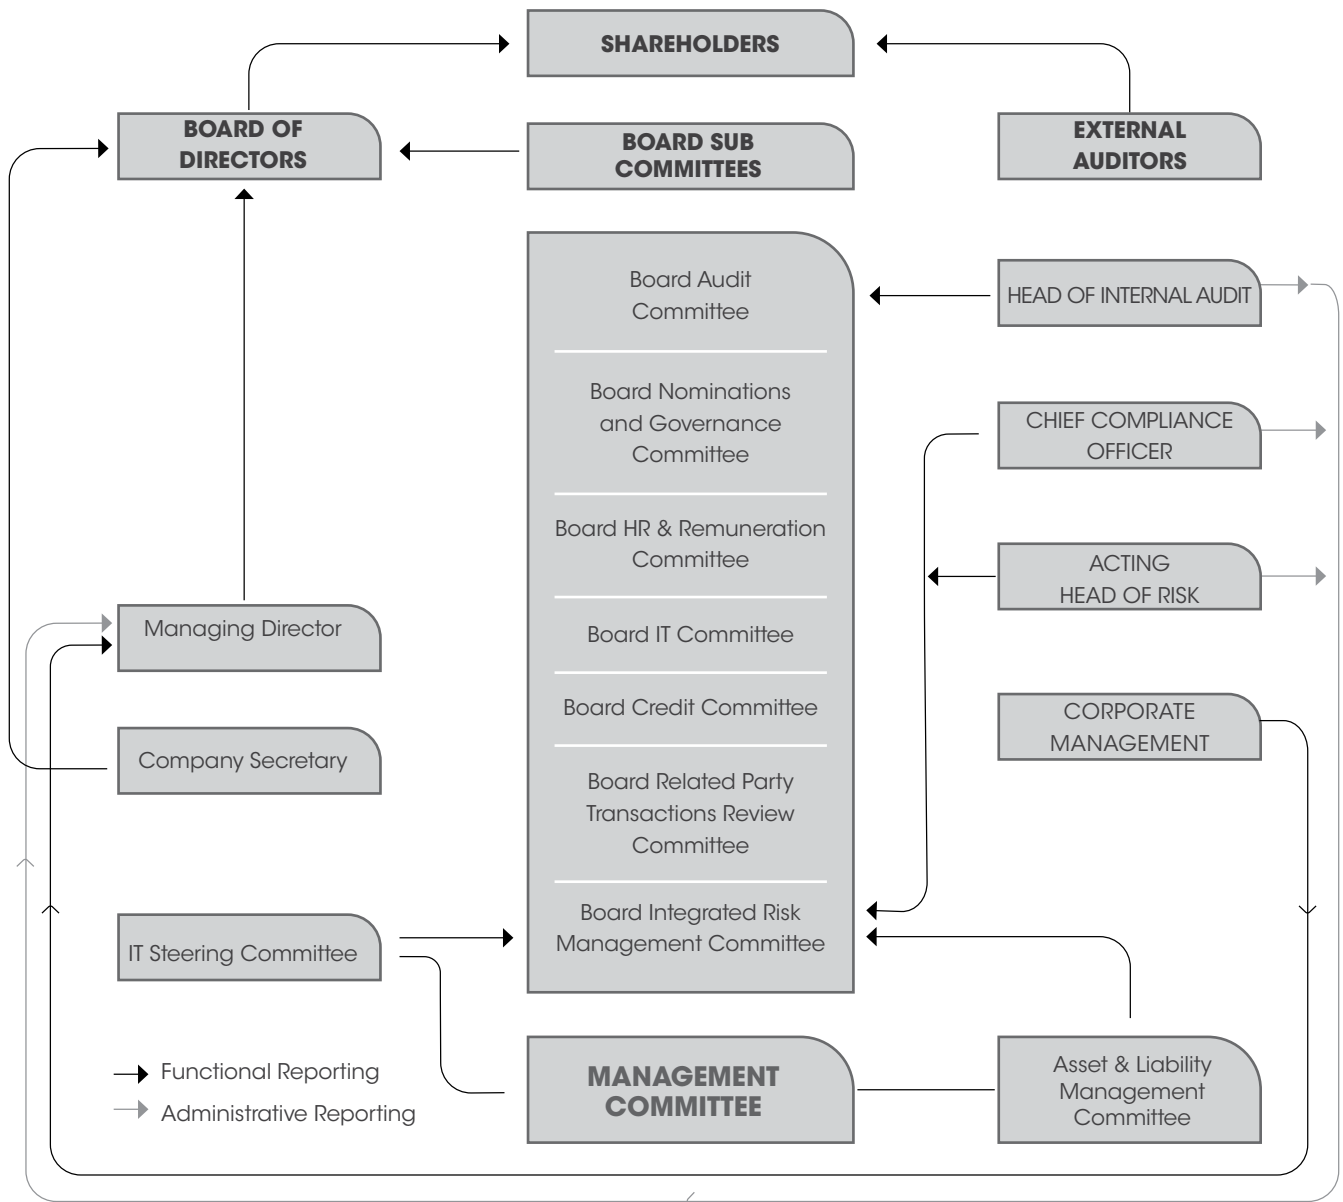 SHAREHOLDERS
BOARD OF
DIRECTORS
BOARD SUB
COMMITTEES
EXTERNAL
AUDITORS
Board Audit
Committee
HEAD OF INTERNAL AUDIT
Board Nominations
and Governance
Committee
CHIEF COMPLIANCE
OFFICER
Board HR & Remuneration
Committee
ACTING
HEAD OF RISK
Managing Director
Board IT Committee
Board Credit Committee
CORPORATE
MANAGEMENT
Company Secretary
Board Related Party
Transactions Review
Committee
IT Steering Committee
Board Integrated Risk
Management Committee
MANAGEMENT
COMMITTEE
Asset & Liability
Management
Committee
Functional Reporting
Administrative Reporting